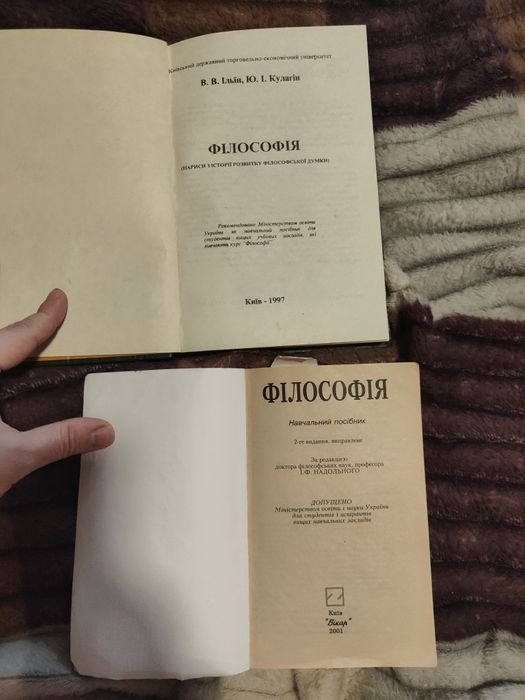 Київський державний торговельно-економічний університет
В. В. Ільїн, Ю. І. Кулагін
ФІЛОСОФІЯ
(НАРИСИ З ІСТОРІЇ РОЗВИТКУ ФІЛОСОФСЬКОЇ ДУМКИ)
Рекомендовано Міністерством освіти
України як навчальний посібник для
студентів вищих учбових закладів, які
вивчають курс "Філософії"
Київ - 1997
ФІЛОСОФІЯ
Навчальний посібник
2-ге видання, виправлене
За редакцією
доктора філософських наук, професора
І.Ф. НАДОЛЬНОГО
ДОПУЩЕНО
Міністерством освіти і науки України
для студентів і аспірантів
вищих навчальних закладів
Київ
"Вікар"
2001